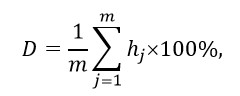 D = \frac{1}{m} \sum_{j=1}^{m} h_j \times 100\%,